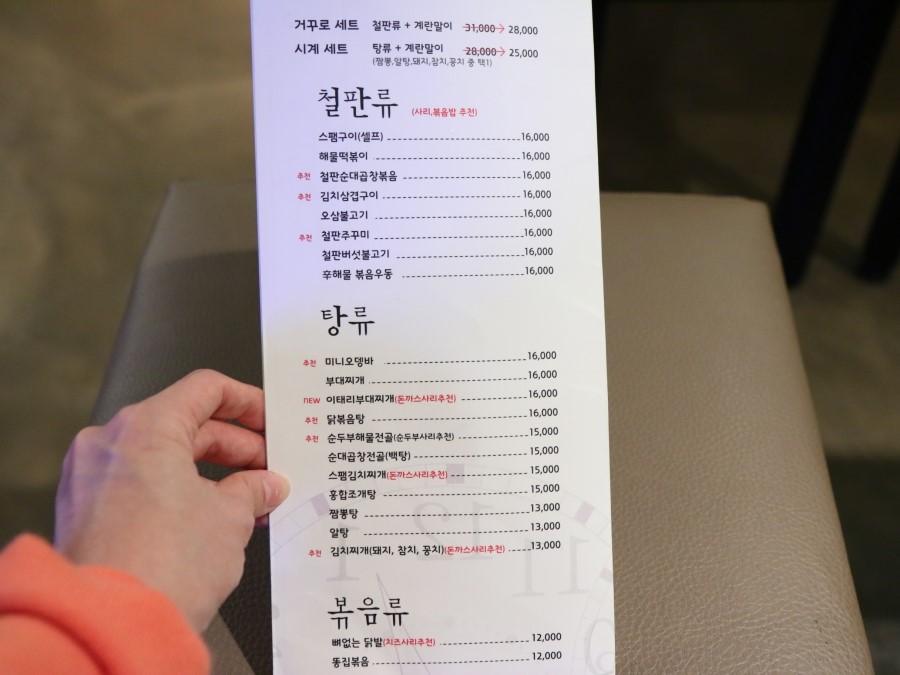 거꾸로 세트 철판류 + 계란말이 31,000 → 28,000
시계 세트 탕류 + 계란말이 28,000 → 25,000
(짬뽕,알탕,돼지,참치,꽁치 중 택1)
철판류 (사리,볶음밥 추천)
스팸구이(셀프) 16,000
해물떡볶이 16,000
추천 철판순대곱창볶음 16,000
추천 김치삼겹구이 16,000
오삼불고기 16,000
추천 철판주꾸미 16,000
철판버섯불고기 16,000
후해물 볶음우동 16,000
탕류
추천 미니오뎅바 16,000
부대찌개 16,000
new 이태리부대찌개(돈까스사리추천) 16,000
추천 닭볶음탕 16,000
추천 순두부해물전골(순두부사리추천) 15,000
순대곱창전골(백탕) 15,000
스팸김치찌개(돈까스사리추천) 15,000
홍합조개탕 15,000
짬뽕탕 13,000
알탕 13,000
추천 김치찌개(돼지, 참치, 꽁치)(돈까스사리추천) 13,000
볶음류
뼈없는 닭발(치즈사리추천) 12,000
똥집볶음 12,000
12
11
1